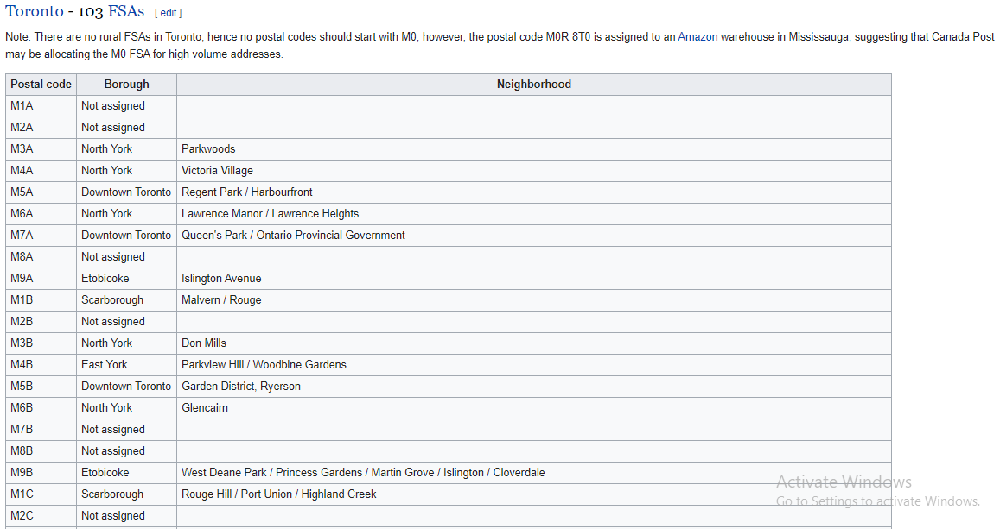 Toronto - 103 FSAs [ edit ]
Note: There are no rural FSAs in Toronto, hence no postal codes should start with M0, however, the postal code M0R 8T0 is assigned to an Amazon warehouse in Mississauga, suggesting that Canada Post
may be allocating the M0 FSA for high volume addresses.
Postal code Borough Neighborhood
M1A Not assigned
M2A Not assigned
M3A North York Parkwoods
M4A North York Victoria Village
M5A Downtown Toronto Regent Park / Harbourfront
M6A North York Lawrence Manor / Lawrence Heights
M7A Downtown Toronto Queen's Park / Ontario Provincial Government
M8A Not assigned
M9A Etobicoke Islington Avenue
M1B Scarborough Malvern / Rouge
M2B Not assigned
M3B North York Don Mills
M4B East York Parkview Hill / Woodbine Gardens
M5B Downtown Toronto Garden District, Ryerson
M6B North York Glencairn
M7B Not assigned
M8B Not assigned
M9B Etobicoke West Deane Park / Princess Gardens / Martin Grove / Islington / Cloverdale
M1C Scarborough Rouge Hill / Port Union / Highland Creek
M2C Not assigned
Activate Windows
Go to Settings to activate Windows.